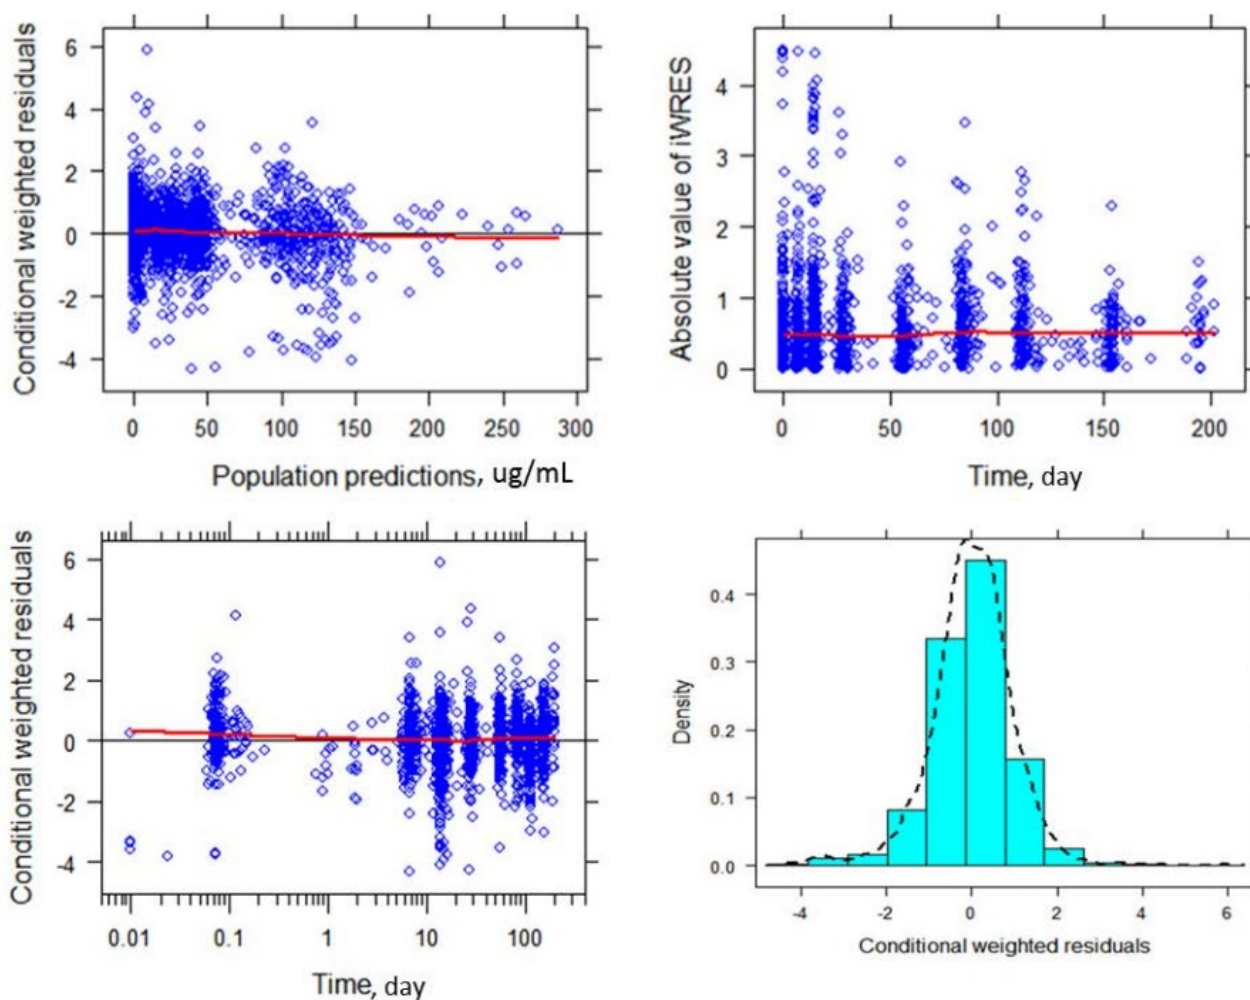 Conditional weighted residuals
6
4
2
0
-2
-4
0 50 100 150 200 250 300
Population predictions, ug/mL
Absolute value of iWRES
4
3
2
1
0
0 50 100 150 200
Time, day
Conditional weighted residuals
6
4
2
0
-2
-4
0.01 0.1 1 10 100
Time, day
Density
0.4
0.3
0.2
0.1
0.0
-4 -2 0 2 4 6
Conditional weighted residuals